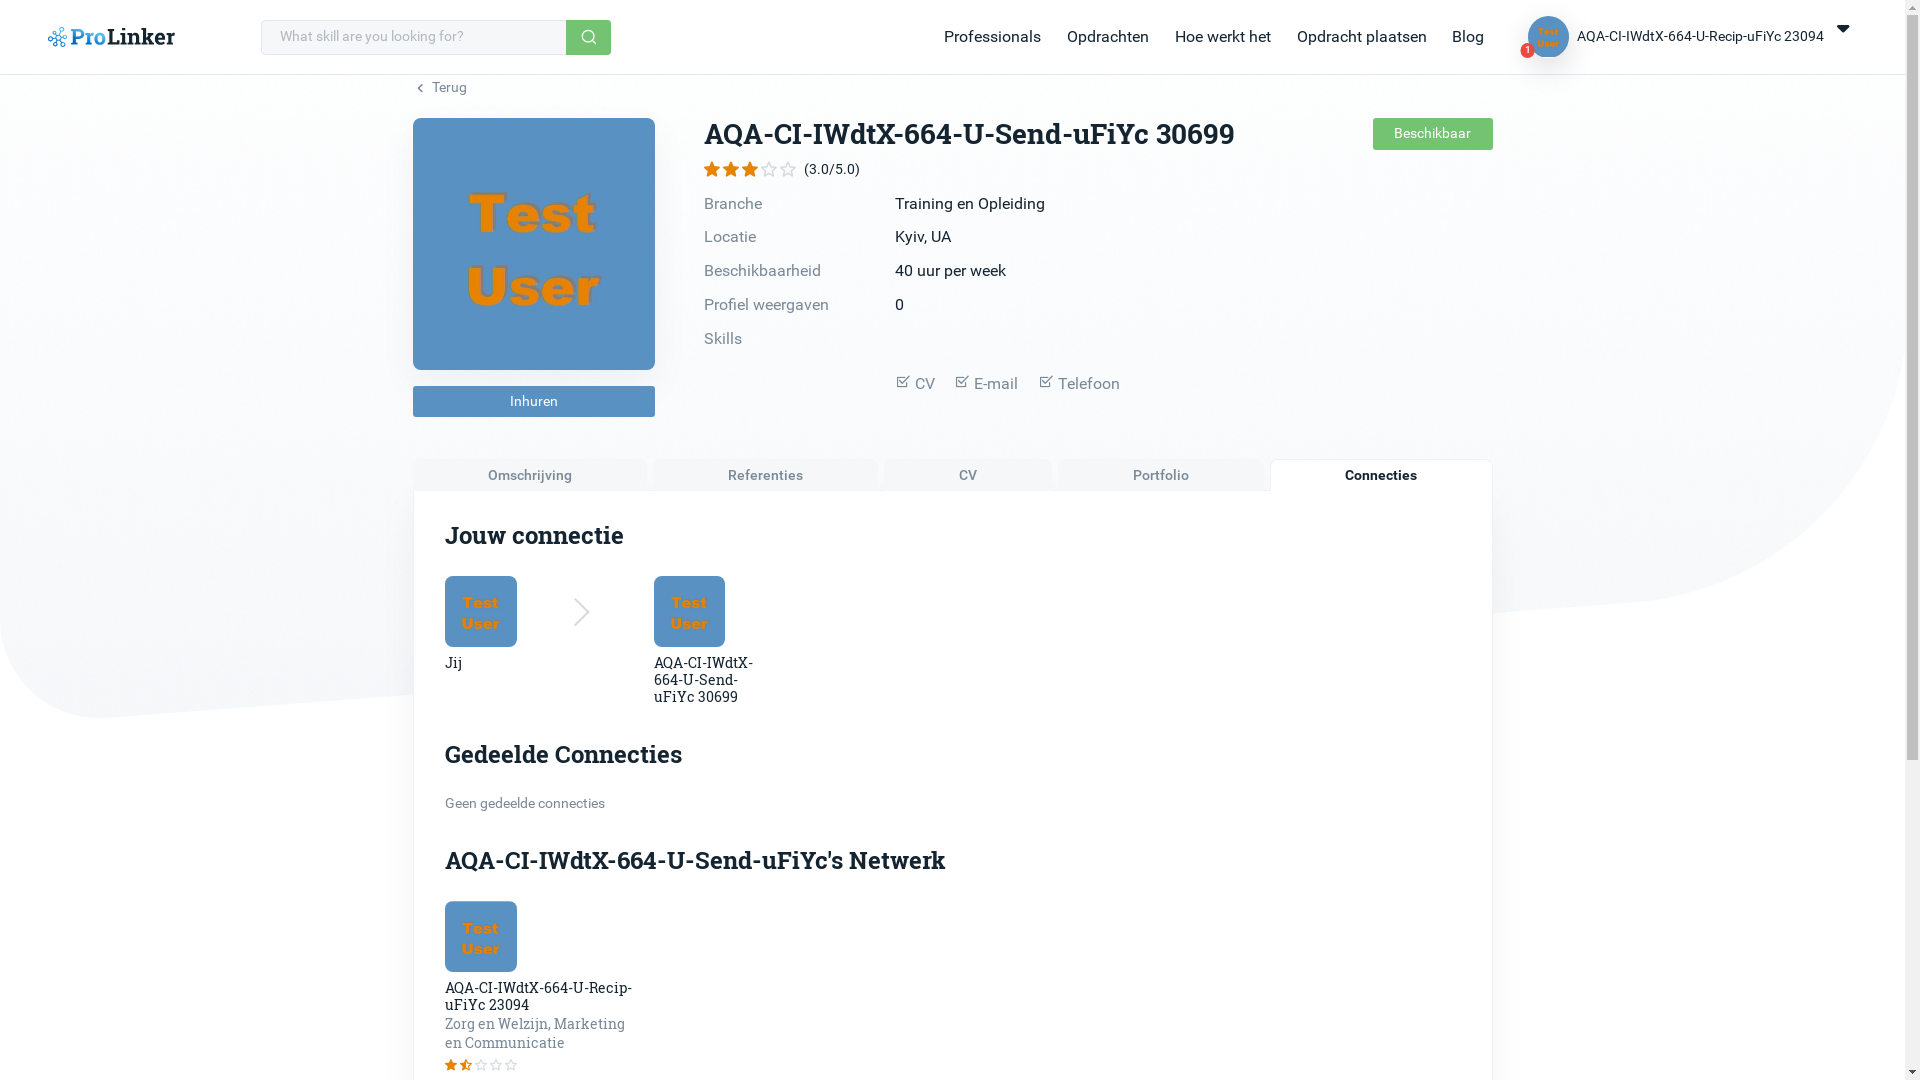 ProLinker
What skill are you looking for?
Professionals
Opdrachten
Hoe werkt het
Opdracht plaatsen
Blog
Test
User
1
AQA-CI-IWdtX-664-U-Recip-uFiYc 23094
Terug
Test
User
AQA-CI-IWdtX-664-U-Send-uFiYc 30699
(3.0/5.0)
Beschikbaar
Branche Training en Opleiding
Locatie Kyiv, UA
Beschikbaarheid 40 uur per week
Profiel weergaven 0
Skills
CV E-mail Telefoon
Inhuren
Omschrijving
Referenties
CV
Portfolio
Connecties
Jouw connectie
Test
User
Jij
Test
User
AQA-CI-IWdtX-
664-U-Send-
uFiYc 30699
Gedeelde Connecties
Geen gedeelde connecties
AQA-CI-IWdtX-664-U-Send-uFiYc's Netwerk
Test
User
AQA-CI-IWdtX-664-U-Recip-
uFiYc 23094
Zorg en Welzijn, Marketing
en Communicatie